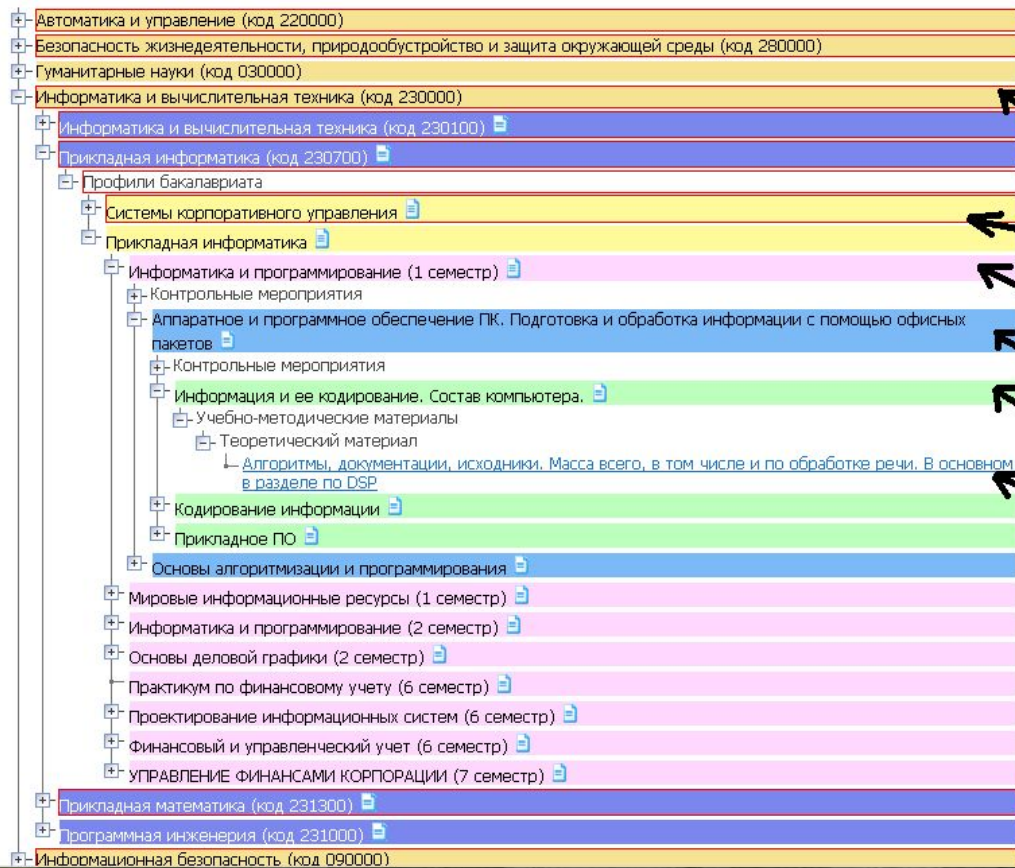 Автоматика и управление (код 220000)
Безопасность жизнедеятельности, природообустройство и защита окружающей среды (код 280000)
Гуманитарные науки (код 030000)
Информатика и вычислительная техника (код 230000)
Информатика и вычислительная техника (код 230100)
Прикладная информатика (код 230700)
Профили бакалавриата
Системы корпоративного управления
Прикладная информатика
Информатика и программирование (1 семестр)
Контрольные мероприятия
Аппаратное и программное обеспечение ПК. Подготовка и обработка информации с помощью офисных
пакетов
Контрольные мероприятия
Информация и ее кодирование. Состав компьютера.
Учебно-методические материалы
Теоретический материал
Алгоритмы, документации, исходники. Масса всего, в том числе и по обработке речи. В основном
в разделе по DSP
Кодирование информации
Прикладное ПО
Основы алгоритмизации и программирования
Мировые информационные ресурсы (1 семестр)
Информатика и программирование (2 семестр)
Основы деловой графики (2 семестр)
Практикум по финансовому учету (6 семестр)
Проектирование информационных систем (6 семестр)
Финансовый и управленческий учет (6 семестр)
УПРАВЛЕНИЕ ФИНАНСАМИ КОРПОРАЦИИ (7 семестр)
Прикладная математика (код 231300)
Программная инженерия (код 231000)
Информационная безопасность (код 090000)